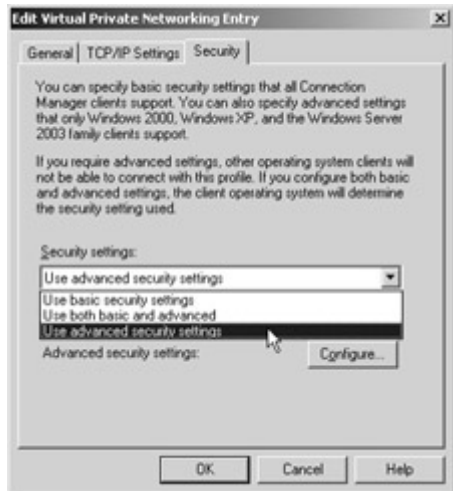 Edit Virtual Private Networking Entry
General TCP/IP Settings Security
You can specify basic security settings that all Connection
Manager clients support. You can also specify advanced settings
that only Windows 2000, Windows XP, and the Windows Server
2003 family clients support.
If you require advanced settings, other operating system clients will
not be able to connect with this profile. If you configure both basic
and advanced settings, the client operating system will determine
the security setting used.
Security settings:
Use advanced security settings
Use basic security settings
Use both basic and advanced
Use advanced security settings
Advanced security settings: Configure...
OK Cancel Help